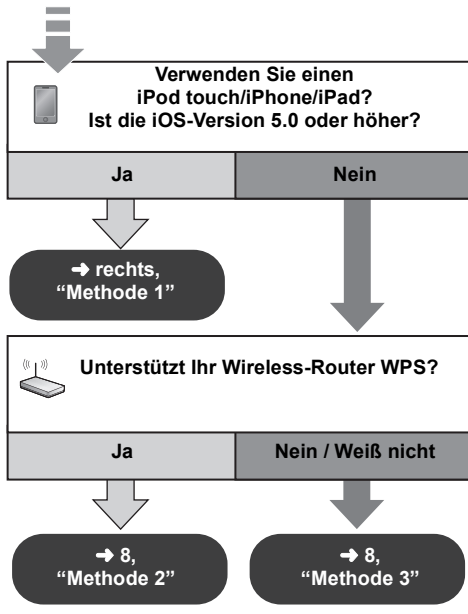 Verwenden Sie einen
iPod touch/iPhone/iPad?
Ist die iOS-Version 5.0 oder höher?
Ja
Nein
➜ rechts,
“Methode 1”
Unterstützt Ihr Wireless-Router WPS?
Ja
Nein / Weiß nicht
➜ 8,
“Methode 2”
➜ 8,
“Methode 3”